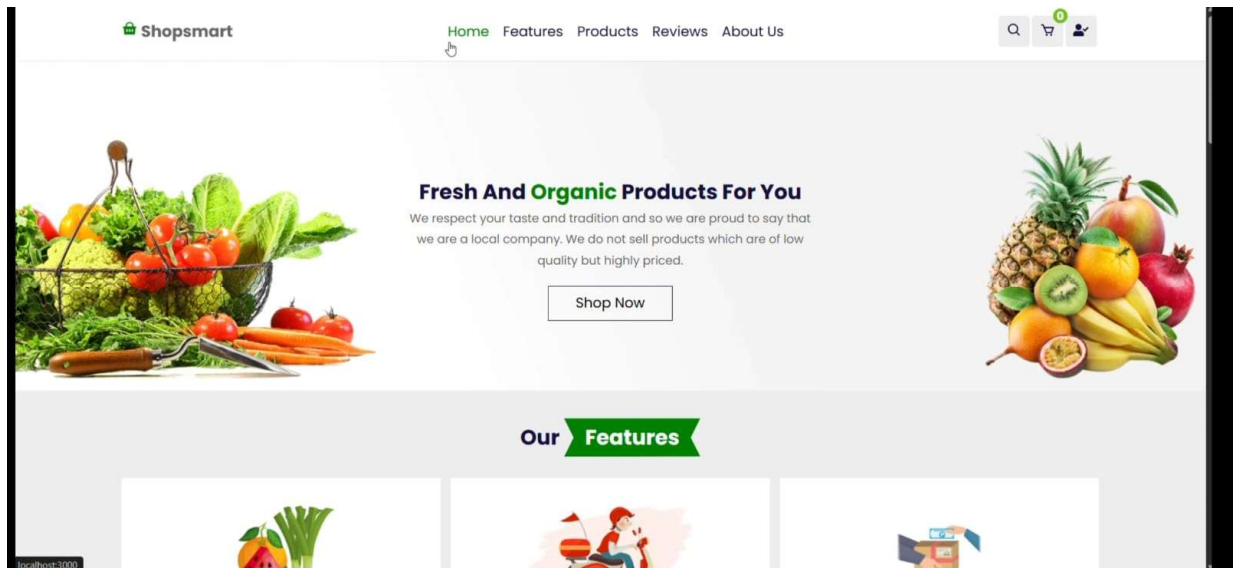 Shopsmart
Home Features Products Reviews About Us
0
Fresh And Organic Products For You
We respect your taste and tradition and so we are proud to say that
we are a local company. We do not sell products which are of low
quality but highly priced.
Shop Now
Our Features
localhost:3000